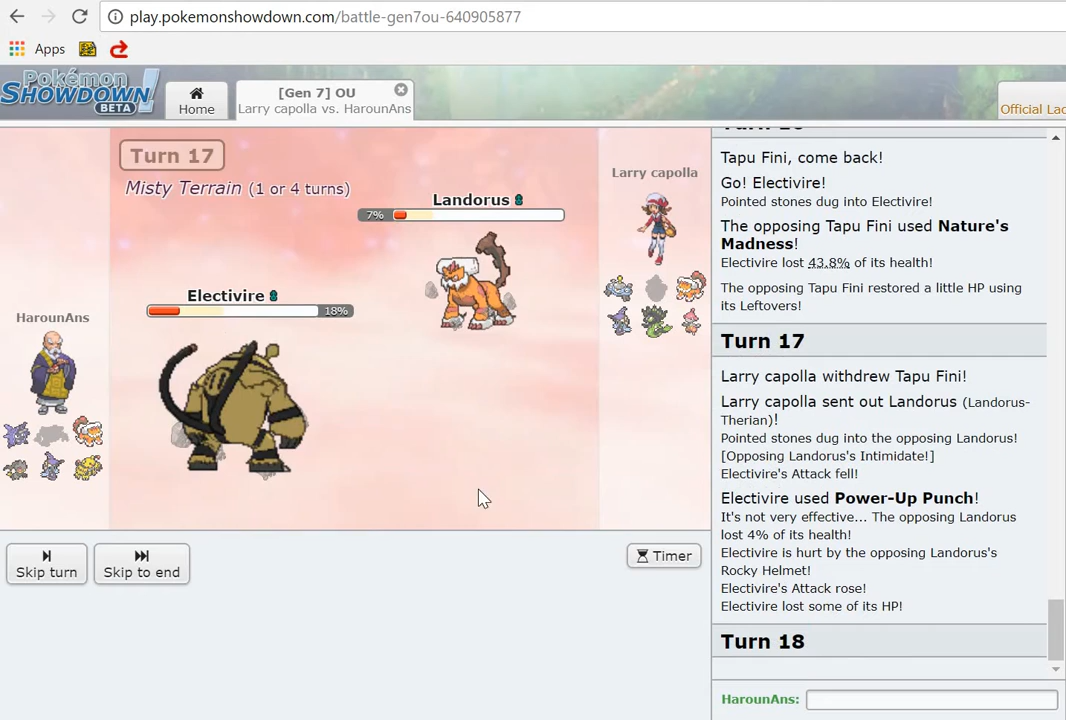 play.pokemonshowdown.com/battle-gen7ou-640905877
Apps
Pokémon
SHOWDOWN!
BETA
Home
[Gen 7] OU
Larry capolla vs. HarounAns
Official Lad
Turn 17
Misty Terrain (1 or 4 turns)
Landorus
7%
Electivire
18%
HarounAns
Larry capolla
Skip turn
Skip to end
Timer
Tapu Fini, come back!
Go! Electivire!
Pointed stones dug into Electivire!
The opposing Tapu Fini used Nature's
Madness!
Electivire lost 43.8% of its health!
The opposing Tapu Fini restored a little HP using
its Leftovers!
Turn 17
Larry capolla withdrew Tapu Fini!
Larry capolla sent out Landorus (Landorus-
Therian)!
Pointed stones dug into the opposing Landorus!
[Opposing Landorus's Intimidate!]
Electivire's Attack fell!
Electivire used Power-Up Punch!
It's not very effective... The opposing Landorus
lost 4% of its health!
Electivire is hurt by the opposing Landorus's
Rocky Helmet!
Electivire's Attack rose!
Electivire lost some of its HP!
Turn 18
HarounAns: